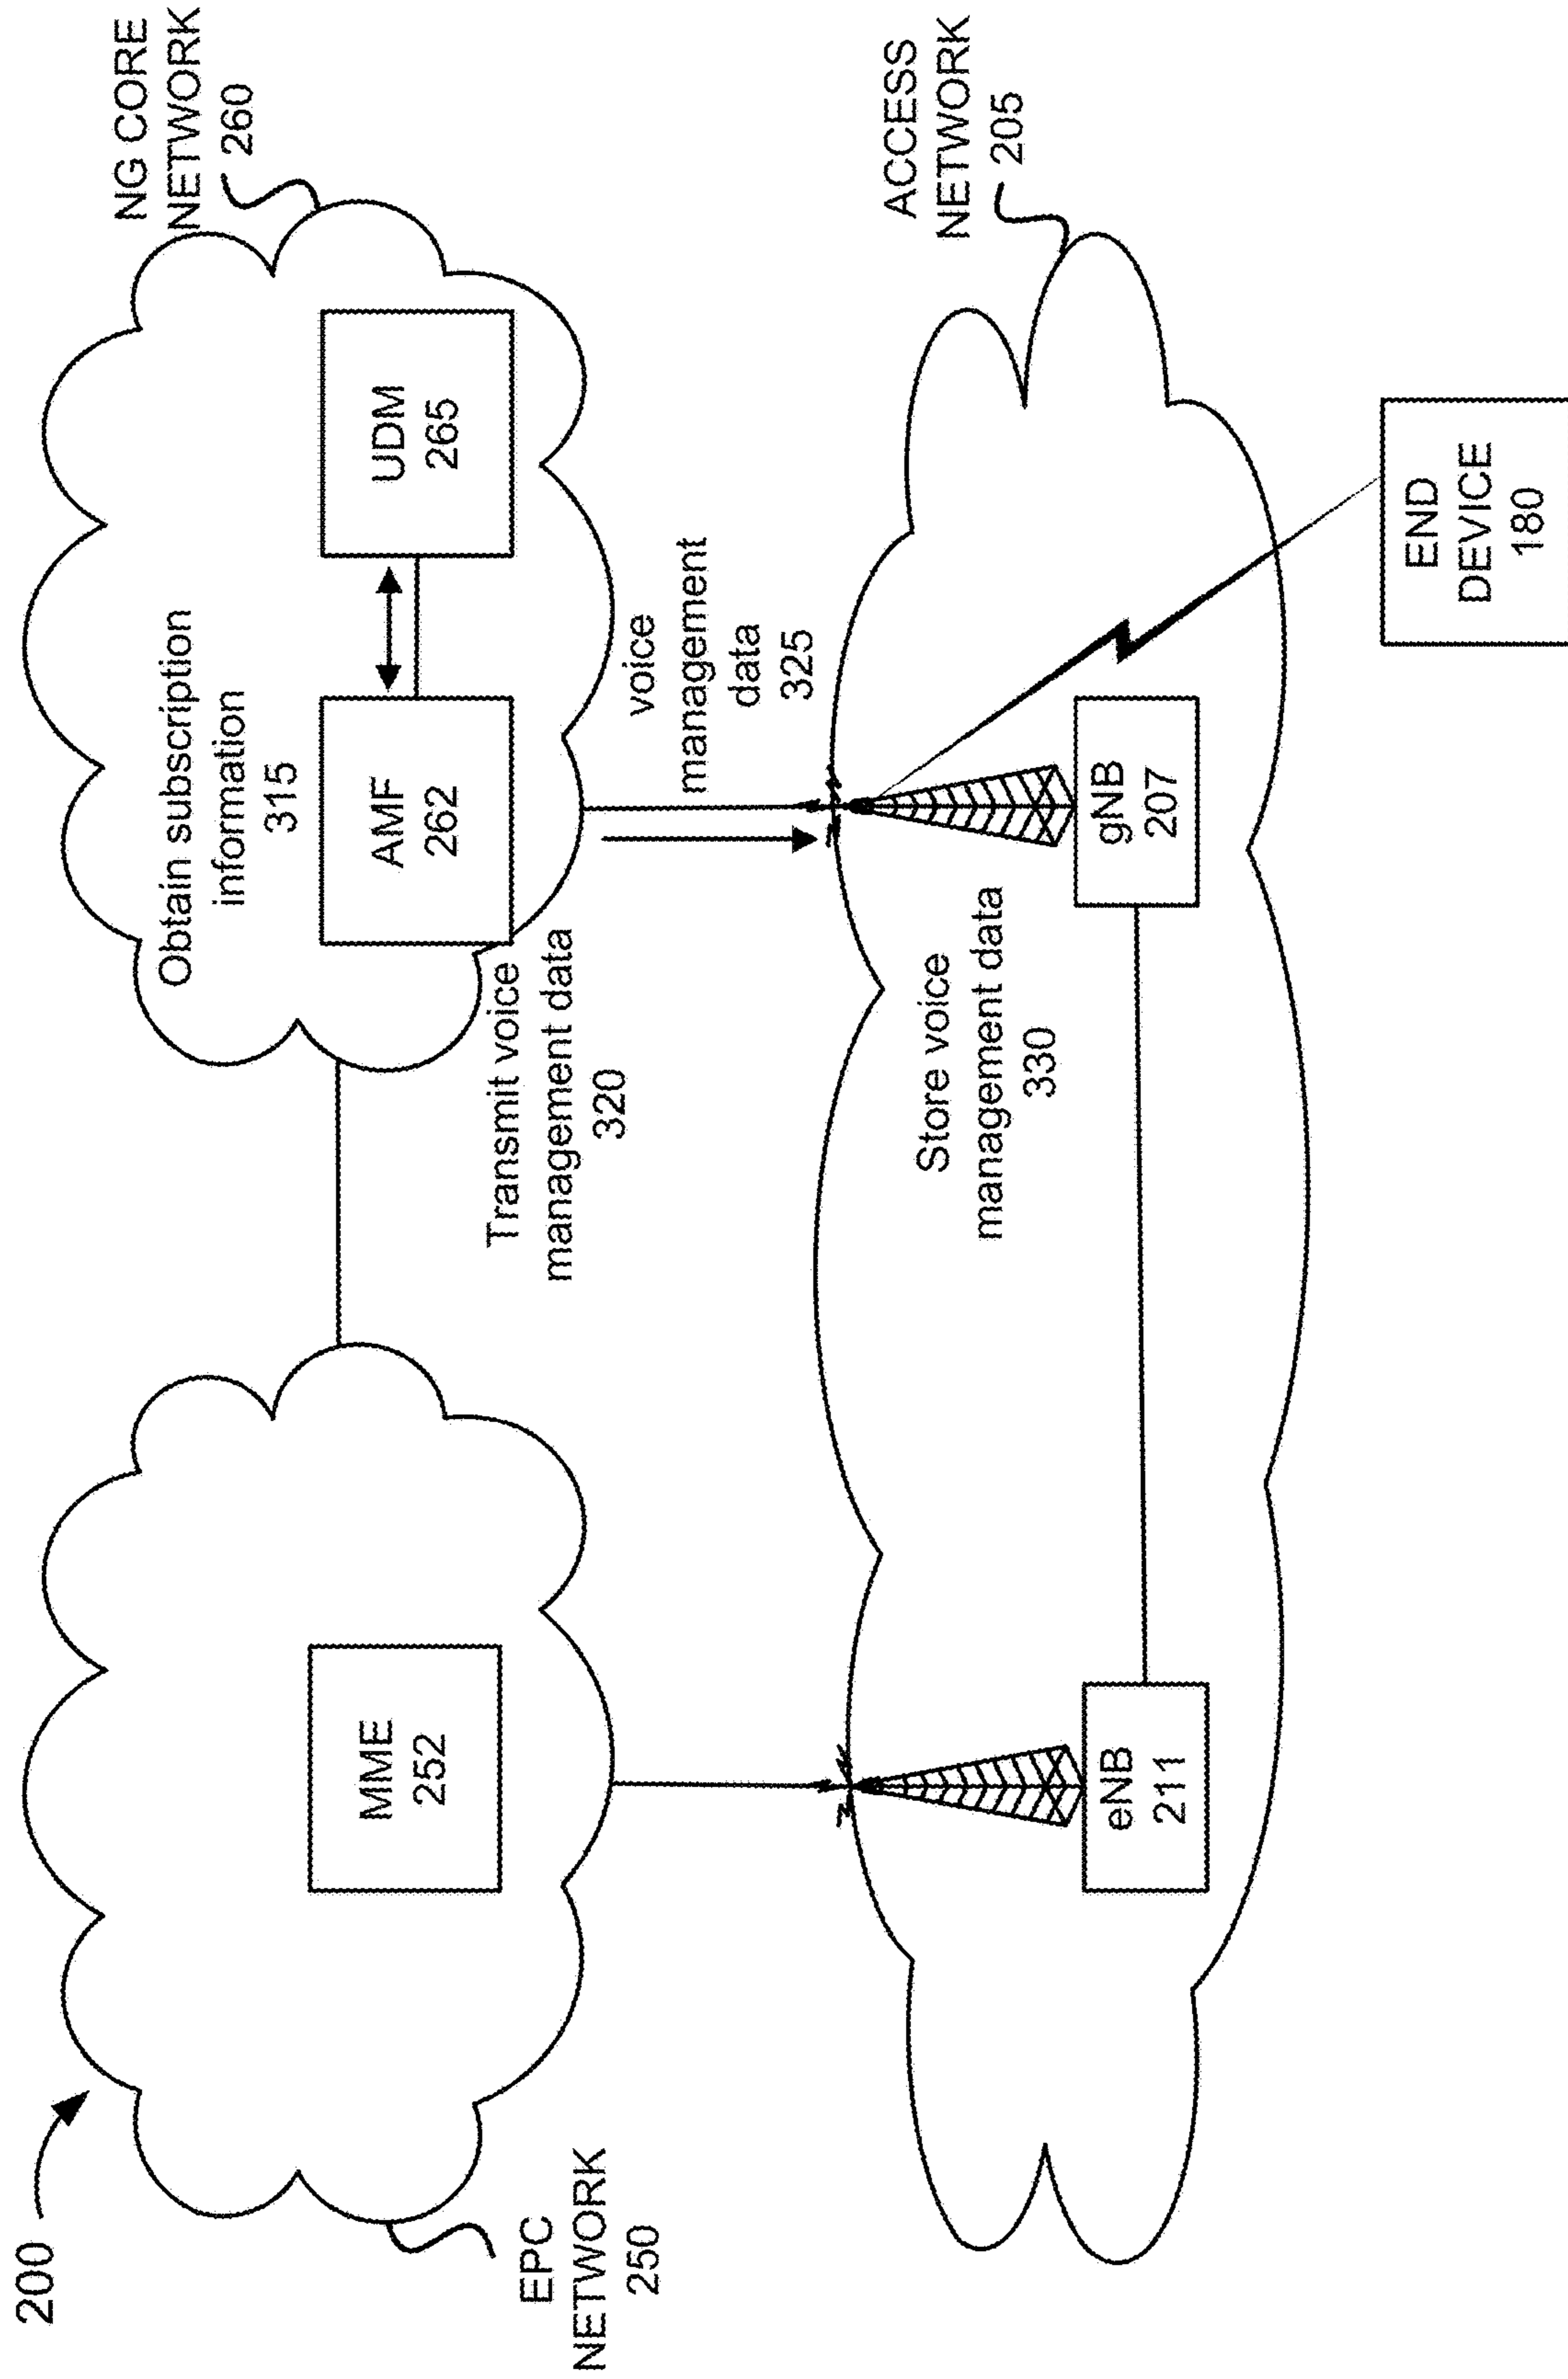 200
EPC
NETWORK
250
MME
252
NG CORE
NETWORK
260
Obtain subscription
information
315
AMF
262
UDM
265
Transmit voice
management data
320
voice
management
data
325
ACCESS
NETWORK
205
Store voice
management data
330
eNB
211
gNB
207
END
DEVICE
180